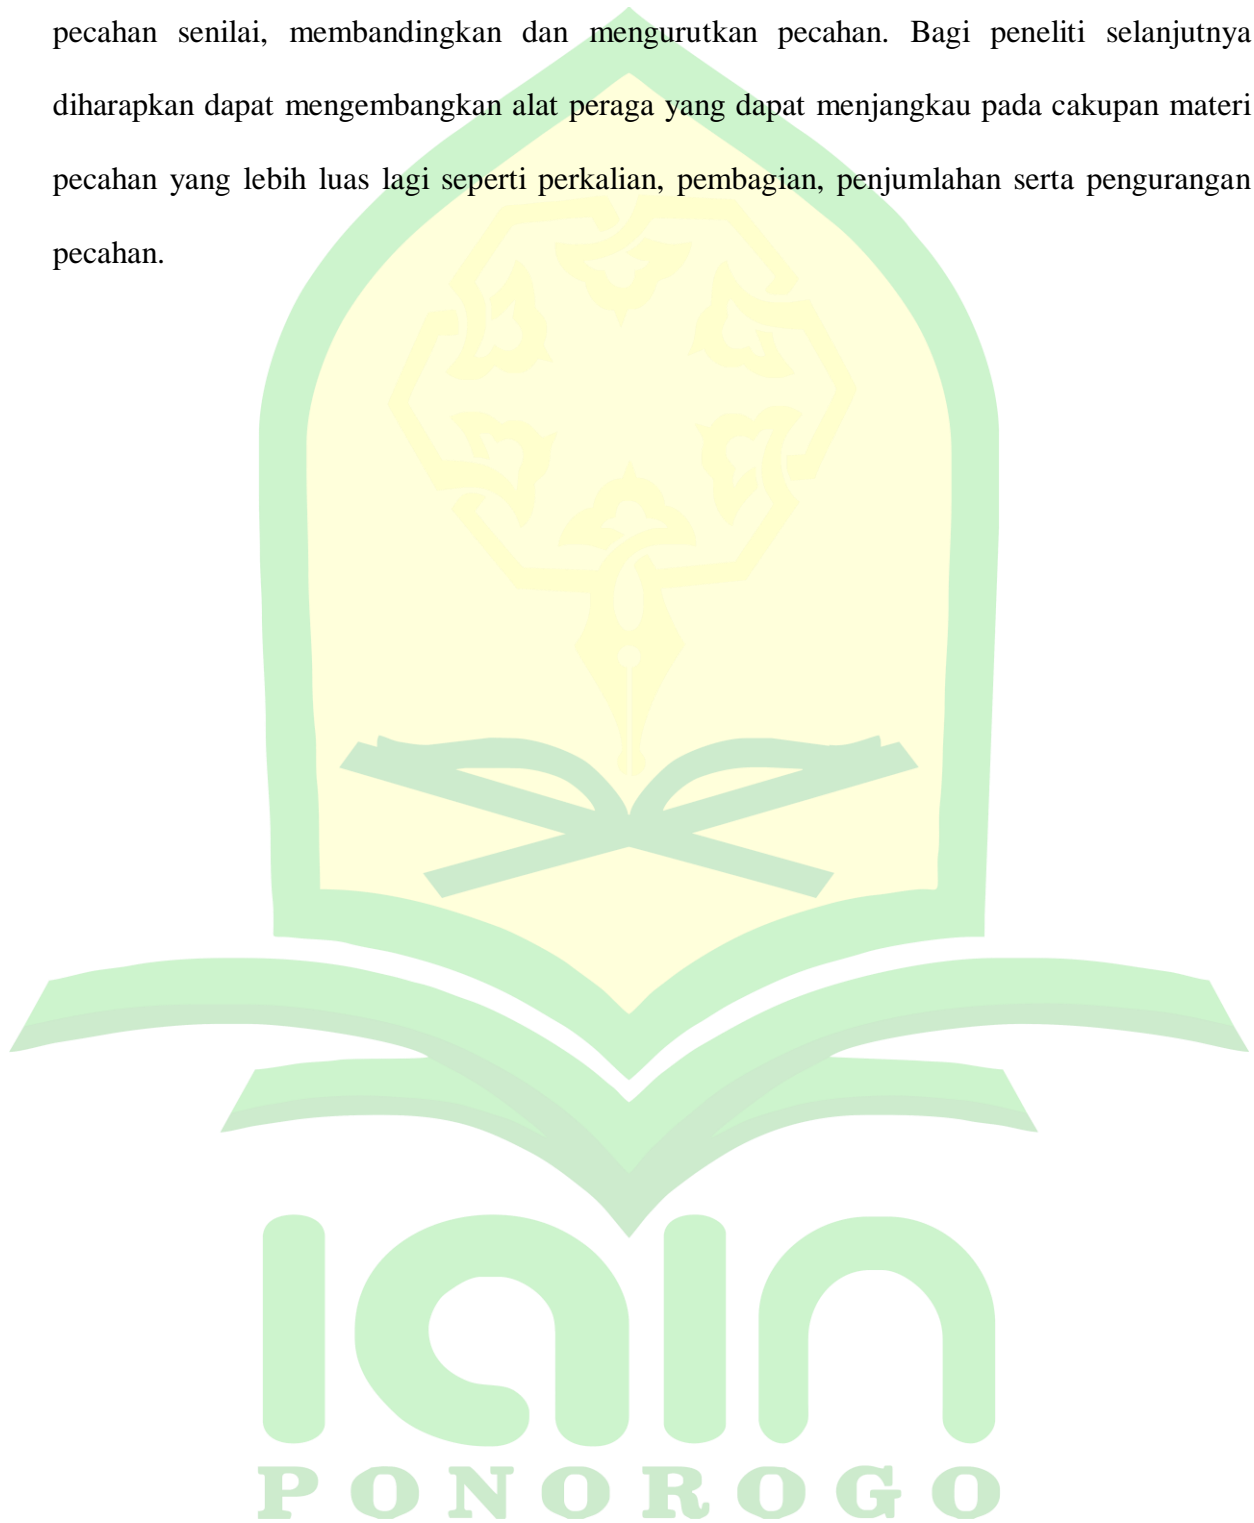 pecahan senilai, membandingkan dan mengurutkan pecahan. Bagi peneliti selanjutnya
diharapkan dapat mengembangkan alat peraga yang dapat menjangkau pada cakupan materi
pecahan yang lebih luas lagi seperti perkalian, pembagian, penjumlahan serta pengurangan
pecahan.
iain
PONOROGO